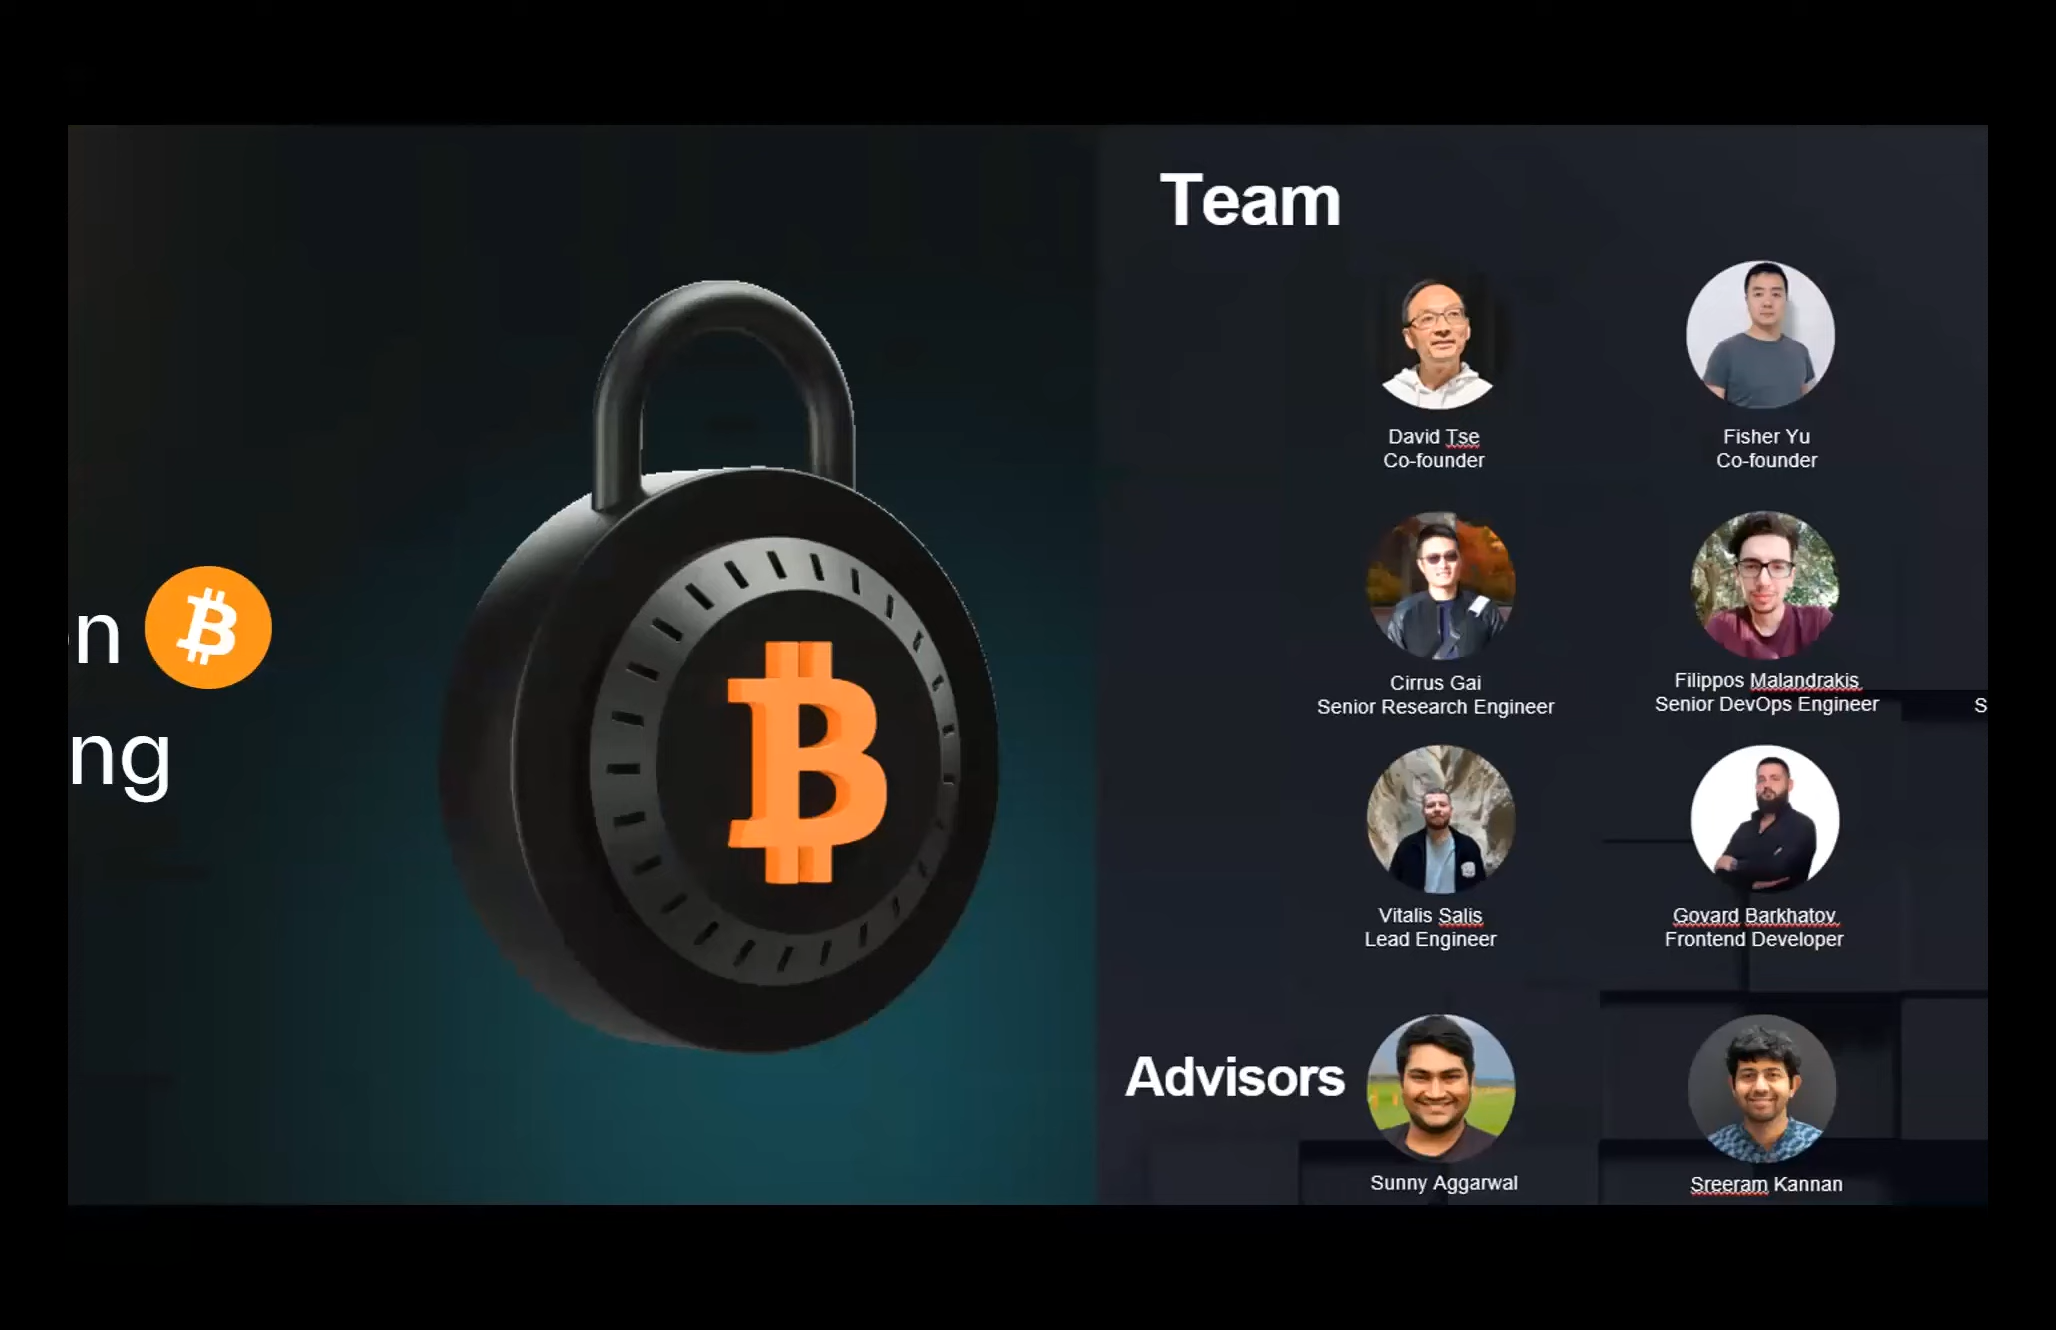 n
ng
Team
David Tse
Co-founder
Fisher Yu
Co-founder
Cirrus Gai
Senior Research Engineer
Filippos Malandrakis
Senior DevOps Engineer
S
Vitalis Salis
Lead Engineer
Govard Barkhatov
Frontend Developer
Advisors
Sunny Aggarwal
Sreeram Kannan